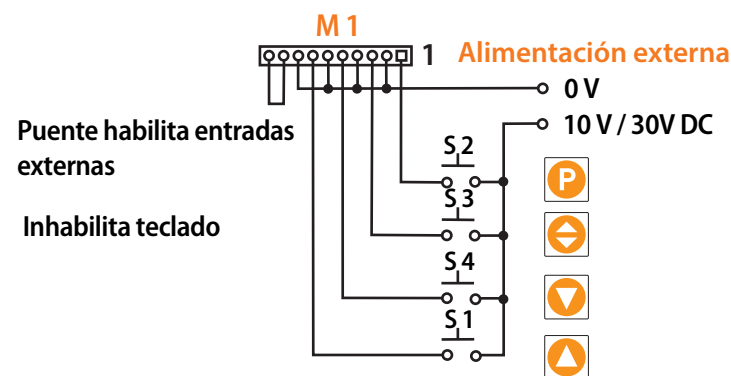 M 1
1 Alimentación externa
0 V
10 V / 30V DC
Puente habilita entradas
externas
S 2
P
S 3
Inhabilita teclado
S 4
S 1